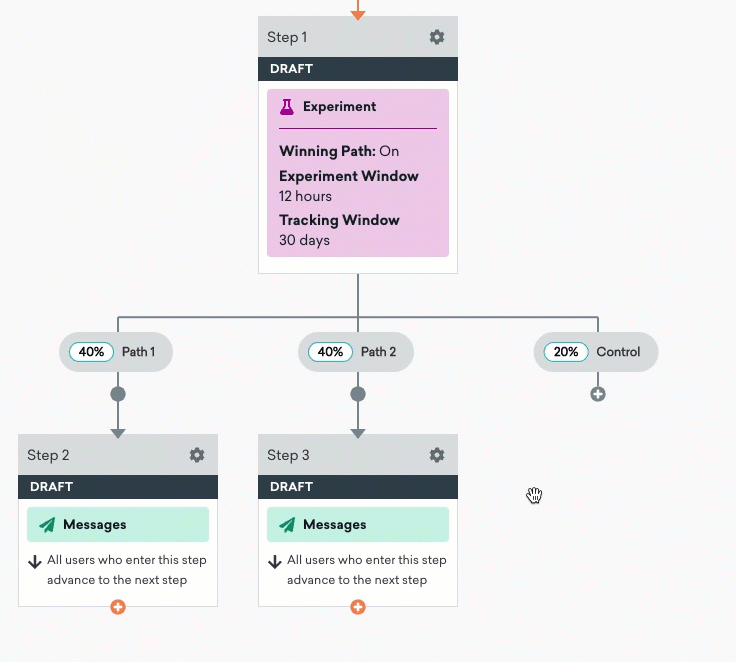 Step 1
DRAFT
Experiment
Winning Path: On
Experiment Window
12 hours
Tracking Window
30 days
40% Path 1
40% Path 2
20% Control
Step 2
DRAFT
Messages
All users who enter this step
advance to the next step
Step 3
DRAFT
Messages
All users who enter this step
advance to the next step